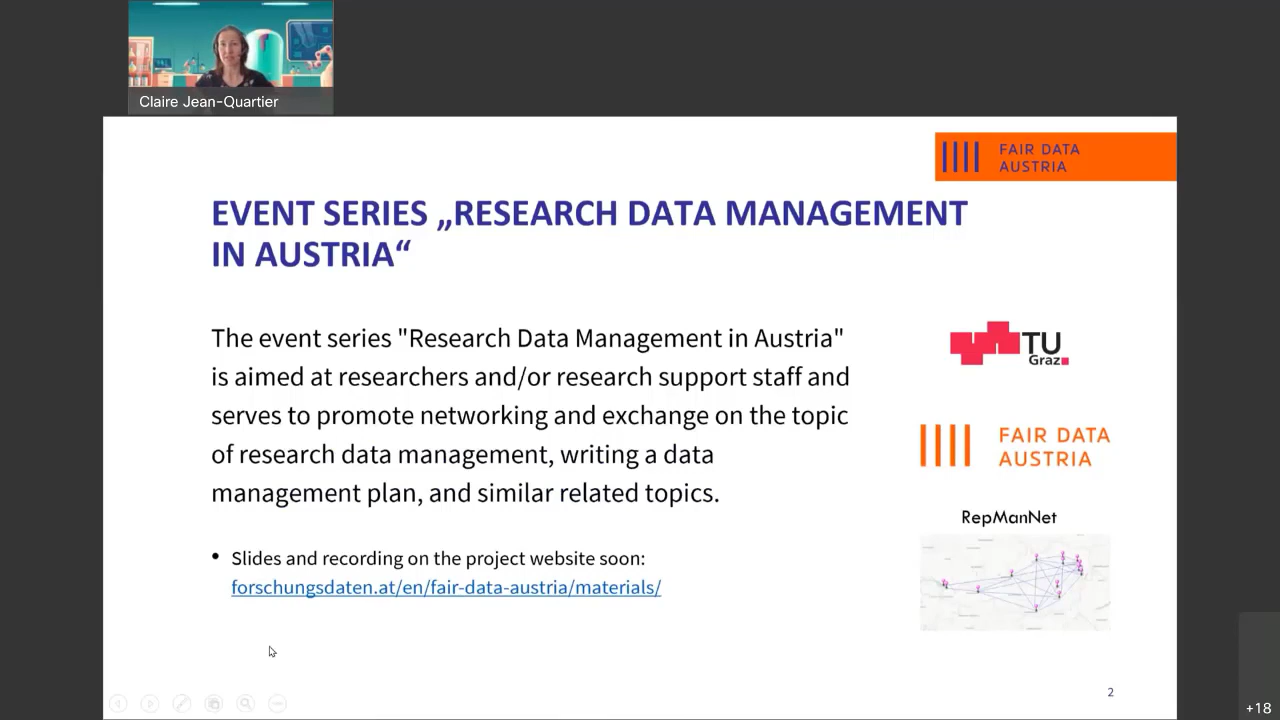 Claire Jean-Quartier
FAIR DATA
AUSTRIA
EVENT SERIES „RESEARCH DATA MANAGEMENT
IN AUSTRIA“
The event series "Research Data Management in Austria"
is aimed at researchers and/or research support staff and
serves to promote networking and exchange on the topic
of research data management, writing a data
management plan, and similar related topics.
• Slides and recording on the project website soon:
forschungsdaten.at/en/fair-data-austria/materials/
TU
Graz
FAIR DATA
AUSTRIA
RepManNet
2
+18